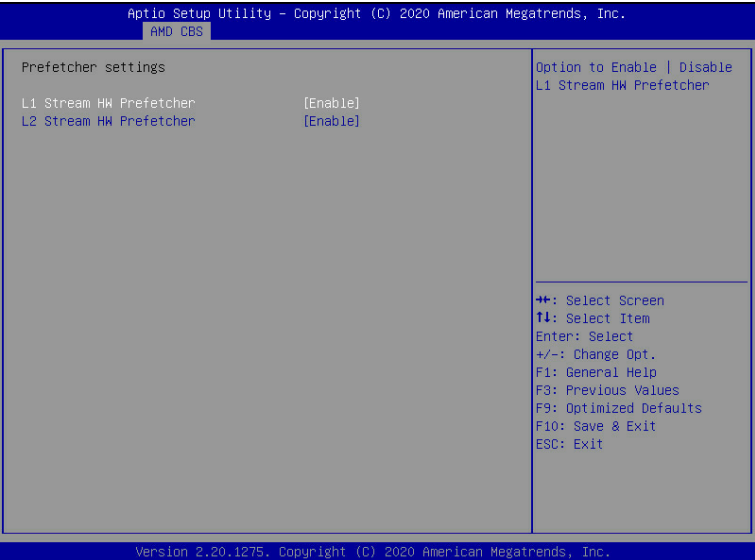 Aptio Setup Utility – Copyright (C) 2020 American Megatrends, Inc.
AMD CBS
Prefetcher settings
L1 Stream HW Prefetcher [Enable]
L2 Stream HW Prefetcher [Enable]
Option to Enable | Disable
L1 Stream HW Prefetcher
→←: Select Screen
↑↓: Select Item
Enter: Select
+/-: Change Opt.
F1: General Help
F3: Previous Values
F9: Optimized Defaults
F10: Save & Exit
ESC: Exit
Version 2.20.1275. Copyright (C) 2020 American Megatrends, Inc.